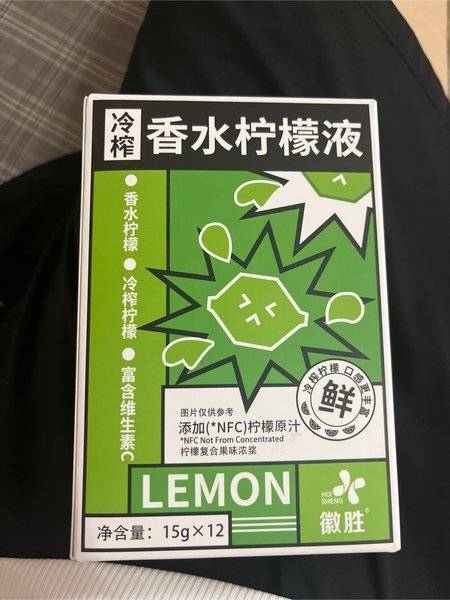 冷榨
香水柠檬液
●香水柠檬●冷榨柠檬●富含维生素C
冷榨柠檬 口感更丰富
鲜
图片仅供参考
添加(*NFC)柠檬原汁
*NFC Not From Concentrated
柠檬复合果味浓浆
LEMON
HUI
SHENG
徽胜®
净含量：15g×12